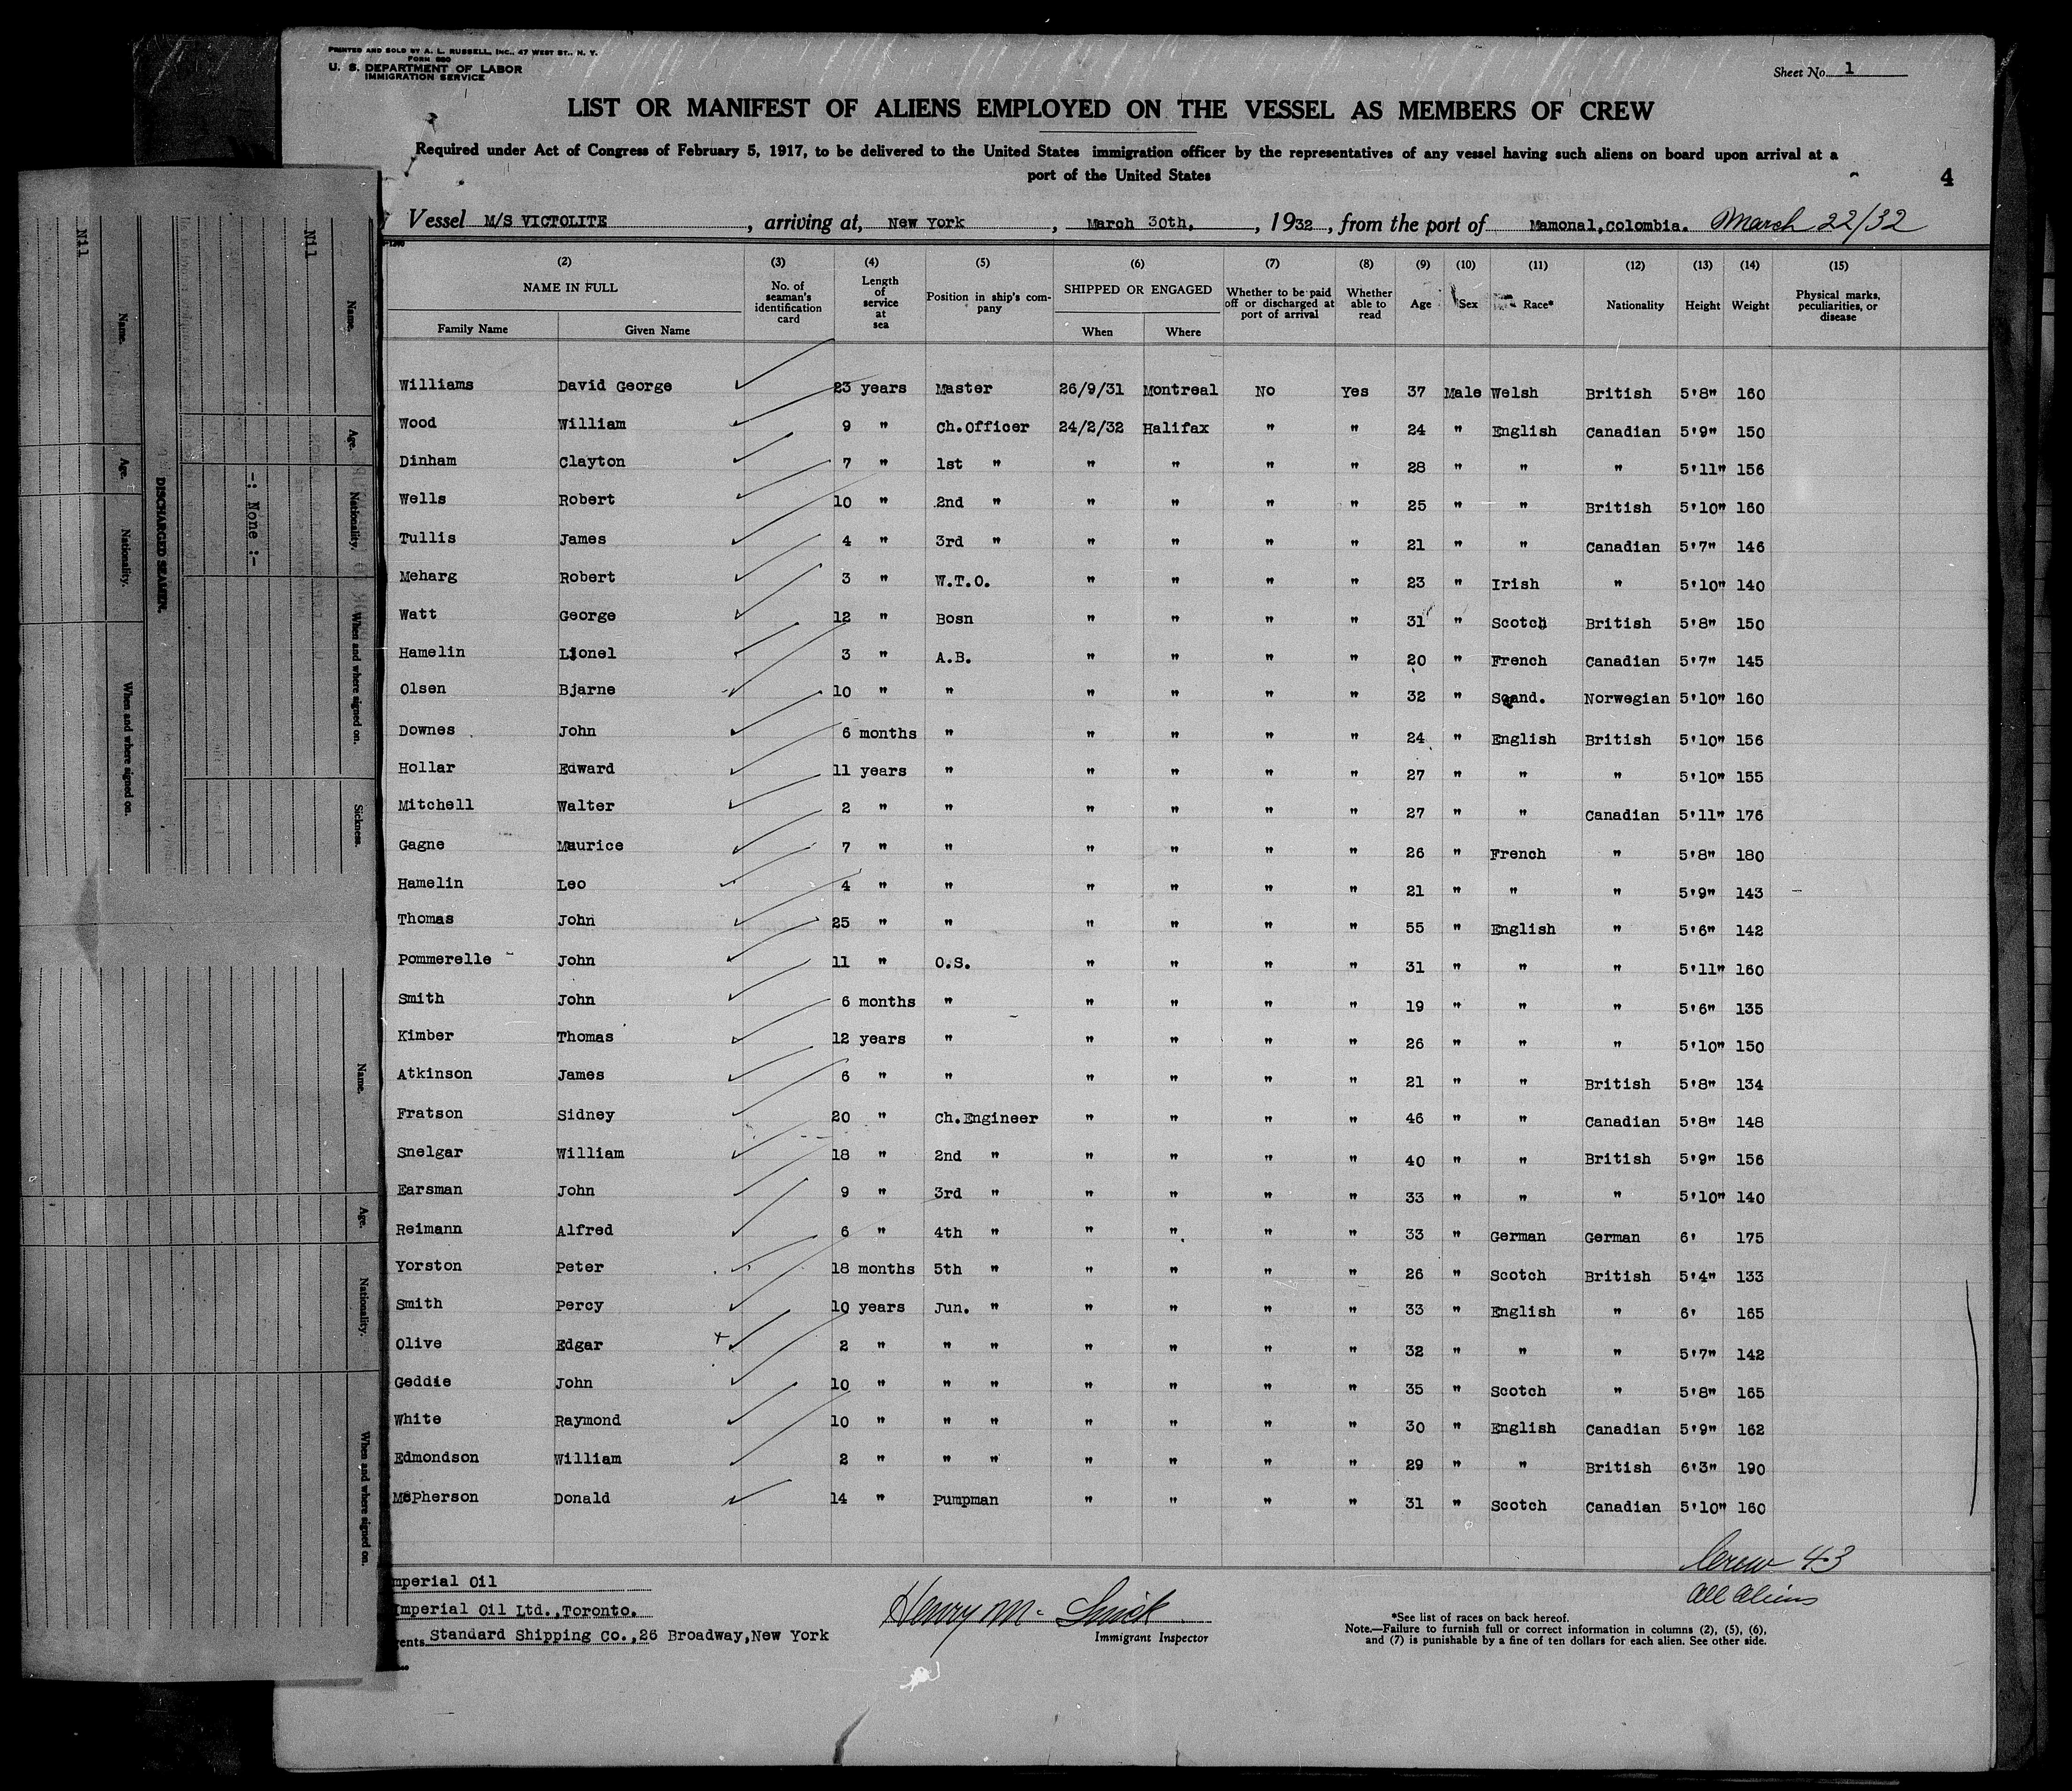 PRINTED AND SOLD BY A. L. RUSSELL, INC., 47 WEST ST., N. Y.
FORM 680
U. S. DEPARTMENT OF LABOR
IMMIGRATION SERVICE
Sheet No. 1
LIST OR MANIFEST OF ALIENS EMPLOYED ON THE VESSEL AS MEMBERS OF CREW
Required under Act of Congress of February 5, 1917, to be delivered to the United States immigration officer by the representatives of any vessel having such aliens on board upon arrival at a
port of the United States
4
Vessel M/S VICTOLITE, arriving at, New York, March 30th, 1932, from the port of Mamonal,Colombia. March 22/32
(2) (3) (4) (5) (6) (7) (8) (9) (10) (11) (12) (13) (14) (15)
NAME IN FULL
Family Name Given Name
No. of seaman's identification card
Length of service at sea
Position in ship's company
SHIPPED OR ENGAGED
When Where
Whether to be paid off or discharged at port of arrival
Whether able to read
Age Sex Race* Nationality Height Weight
Physical marks, peculiarities, or disease
Williams David George 23 years Master 26/9/31 Montreal No Yes 37 Male Welsh British 5'8" 160
Wood William 9 " Ch.Officer 24/2/32 Halifax " " 24 " English Canadian 5'9" 150
Dinham Clayton 7 " 1st " " " " " 28 " " " 5'11" 156
Wells Robert 10 " 2nd " " " " " 25 " " British 5'10" 160
Tullis James 4 " 3rd " " " " " 21 " " Canadian 5'7" 146
Meharg Robert 3 " W.T.O. " " " " 23 " Irish " 5'10" 140
Watt George 12 " Bosn " " " " 31 " Scotch British 5'8" 150
Hamelin Lionel 3 " A.B. " " " " 20 " French Canadian 5'7" 145
Olsen Bjarne 10 " " " " " " 32 " Scand. Norwegian 5'10" 160
Downes John 6 months " " " " " 24 " English British 5'10" 156
Hollar Edward 11 years " " " " " 27 " " " 5'10" 155
Mitchell Walter 2 " " " " " " 27 " " Canadian 5'11" 176
Gagne Maurice 7 " " " " " " 26 " French " 5'8" 180
Hamelin Leo 4 " " " " " " 21 " " " 5'9" 143
Thomas John 25 " " " " " " 55 " English " 5'6" 142
Pommerelle John 11 " O.S. " " " " 31 " " " 5'11" 160
Smith John 6 months " " " " " 19 " " " 5'6" 135
Kimber Thomas 12 years " " " " " 26 " " " 5'10" 150
Atkinson James 6 " " " " " " 21 " " British 5'8" 134
Fratson Sidney 20 " Ch.Engineer " " " " 46 " " Canadian 5'8" 148
Snelgar William 18 " 2nd " " " " " 40 " " British 5'9" 156
Earsman John 9 " 3rd " " " " " 33 " " " 5'10" 140
Reimann Alfred 6 " 4th " " " " " 33 " German German 6' 175
Yorston Peter 18 months 5th " " " " " 26 " Scotch British 5'4" 133
Smith Percy 10 years Jun. " " " " " 33 " English " 6' 165
Olive Edgar 2 " " " " " " " 32 " " " 5'7" 142
Geddie John 10 " " " " " " " 35 " Scotch " 5'8" 165
White Raymond 10 " " " " " " " 30 " English Canadian 5'9" 162
Edmondson William 2 " " " " " " " 29 " " British 6'3" 190
McPherson Donald 14 " Pumpman " " " " 31 " Scotch Canadian 5'10" 160
Crew 43
All Aliens
mperial Oil
Imperial Oil Ltd.,Toronto.
gents Standard Shipping Co.,26 Broadway,New York
Henry M
Immigrant Inspector
*See list of races on back hereof.
Note.—Failure to furnish full or correct information in columns (2), (5), (6),
and (7) is punishable by a fine of ten dollars for each alien. See other side.
Name. Age. Nationality. When and where signed on. Sickness.
Nil
-: None :-
DISCHARGED SEAMEN.
Name. Age. Nationality. When and where signed on.
Nil
Name. Age. Nationality. When and where signed on.